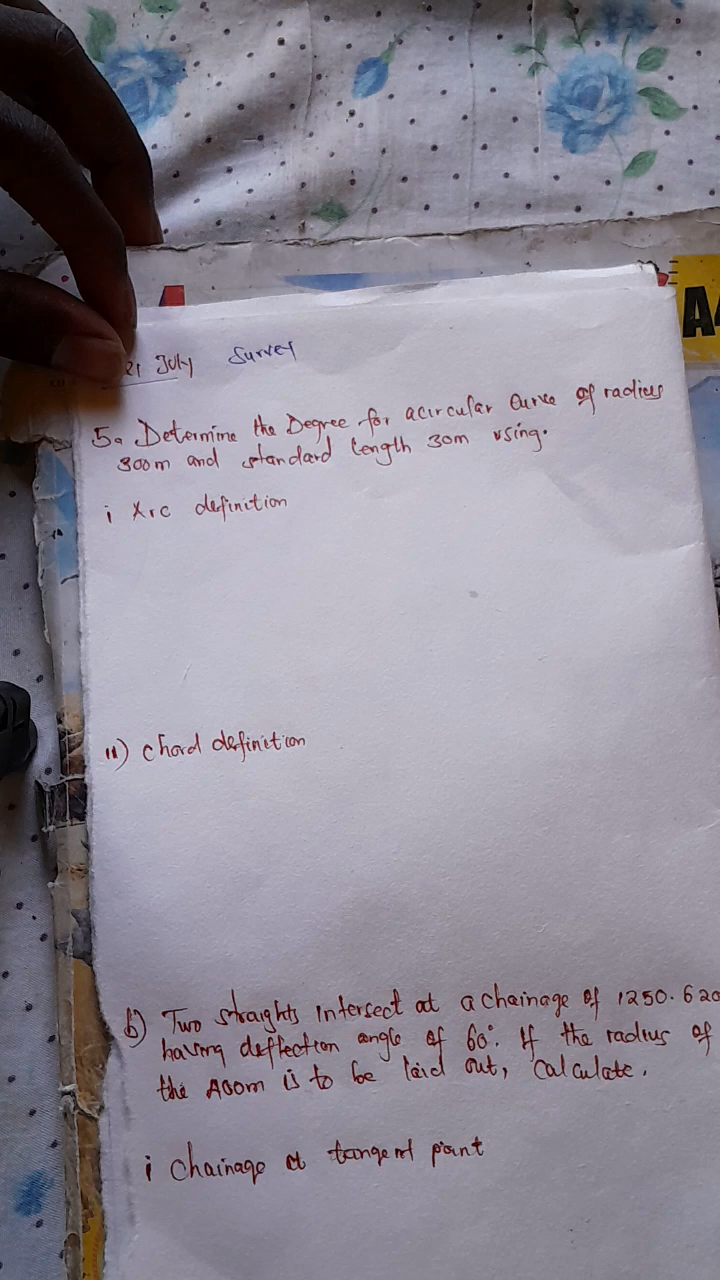 21 July Survey
5a Determine the Degree for a circular Curve of radius
300m and standard length 30m using.
i Arc definition
ii) chord definition
b) Two straights intersect at a chainage of 1250.620
having deflection angle of 60°. If the radius of
the 400m is to be laid out, Calculate.
i chainage at tangent point
A4